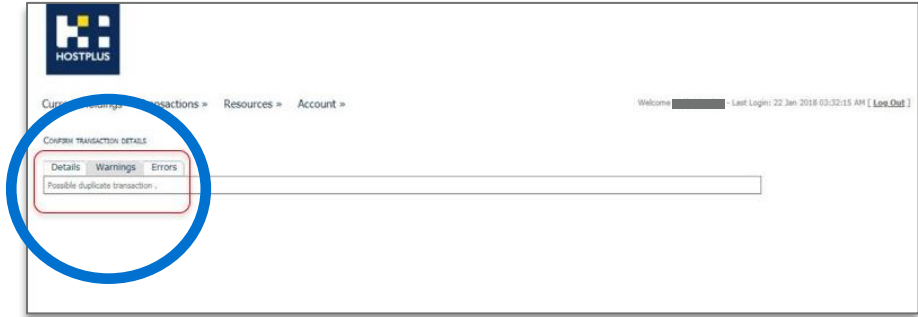 HOSTPLUS
Transactions » Resources » Account »
Welcome - Last Login: 22 Jan 2018 03:32:15 AM [ Log Out ]
CONFIRM TRANSACTION DETAILS
Details Warnings Errors
Possible duplicate transaction .